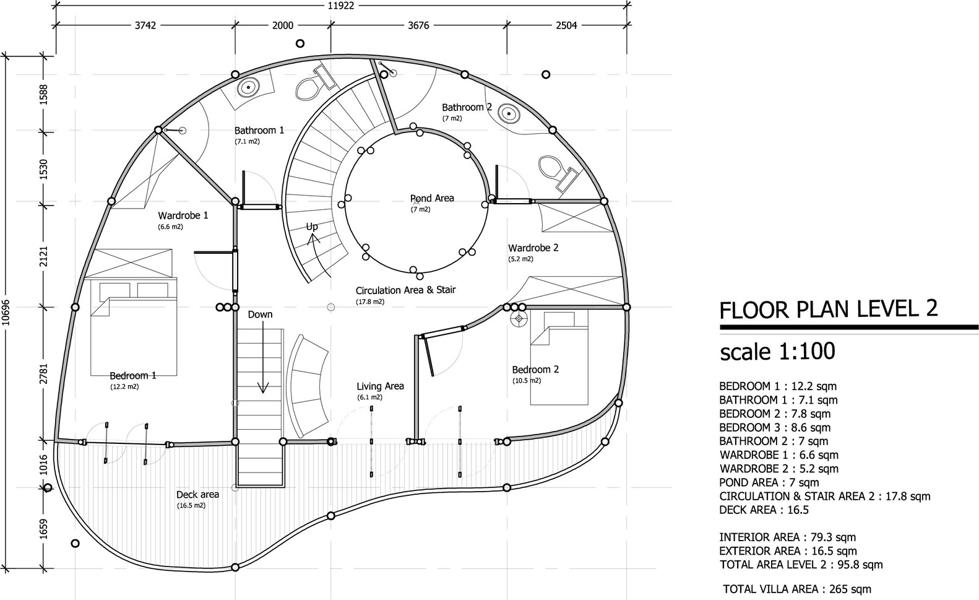 11922
3742
2000
3676
2504
1588
1530
2121
10696
2781
1016
1659
Bathroom 1
(7.1 m2)
Bathroom 2
(7 m2)
Pond Area
(7 m2)
Wardrobe 1
(6.6 m2)
Up
Wardrobe 2
(5.2 m2)
Circulation Area & Stair
(17.8 m2)
Down
Bedroom 1
(12.2 m2)
Living Area
(6.1 m2)
Bedroom 2
(10.5 m2)
Deck area
(16.5 m2)
FLOOR PLAN LEVEL 2
scale 1:100
BEDROOM 1 : 12.2 sqm
BATHROOM 1 : 7.1 sqm
BEDROOM 2 : 7.8 sqm
BEDROOM 3 : 8.6 sqm
BATHROOM 2 : 7 sqm
WARDROBE 1 : 6.6 sqm
WARDROBE 2 : 5.2 sqm
POND AREA : 7 sqm
CIRCULATION & STAIR AREA 2 : 17.8 sqm
DECK AREA : 16.5
INTERIOR AREA : 79.3 sqm
EXTERIOR AREA : 16.5 sqm
TOTAL AREA LEVEL 2 : 95.8 sqm
TOTAL VILLA AREA : 265 sqm